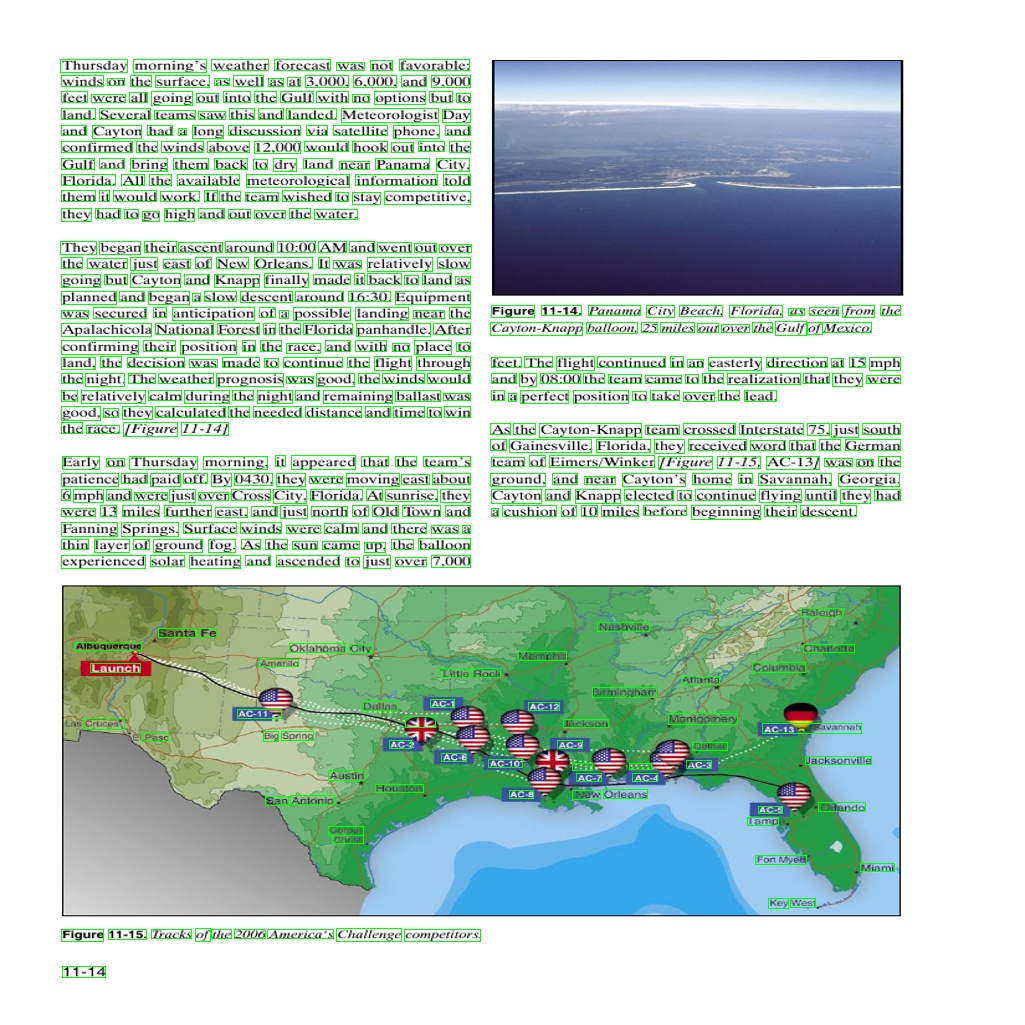 Thursday morning's weather forecast was not favorable;
winds on the surface, as well as at 3,000, 6,000, and 9,000
feet were all going out into the Gulf with no options but to
land. Several teams saw this and landed. Meteorologist Day
and Cayton had a long discussion via satellite phone, and
confirmed the winds above 12,000 would hook out into the
Gulf and bring them back to dry land near Panama City,
Florida. All the available meteorological information told
them it would work. If the team wished to stay competitive,
they had to go high and out over the water.
They began their ascent around 10:00 AM and went out over
the water just east of New Orleans. It was relatively slow
going but Cayton and Knapp finally made it back to land as
planned and began a slow descent around 16:30. Equipment
was secured in anticipation of a possible landing near the
Apalachicola National Forest in the Florida panhandle. After
confirming their position in the race, and with no place to
land, the decision was made to continue the flight through
the night. The weather prognosis was good, the winds would
be relatively calm during the night and remaining ballast was
good, so they calculated the needed distance and time to win
the race. [Figure 11-14]
Early on Thursday morning, it appeared that the team's
patience had paid off. By 0430, they were moving east about
6 mph and were just over Cross City, Florida. At sunrise, they
were 13 miles further east, and just north of Old Town and
Fanning Springs. Surface winds were calm and there was a
thin layer of ground fog. As the sun came up, the balloon
experienced solar heating and ascended to just over 7,000
Figure 11-14. Panama City Beach, Florida, as seen from the
Cayton-Knapp balloon, 25 miles out over the Gulf of Mexico.
feet. The flight continued in an easterly direction at 15 mph
and by 08:00 the team came to the realization that they were
in a perfect position to take over the lead.
As the Cayton-Knapp team crossed Interstate 75, just south
of Gainesville, Florida, they received word that the German
team of Eimers/Winker [Figure 11-15, AC-13] was on the
ground, and near Cayton's home in Savannah, Georgia.
Cayton and Knapp elected to continue flying until they had
a cushion of 10 miles before beginning their descent.
Raleigh
Nashville
Santa Fe
Albuquerque
Oklahoma City
Charlotte
Memphis
Launch
Amarillo
Little Rock
Columbia
Atlanta
Birmingham
AC-1
AC-12
Dallas
AC-11
Las Cruces
Jackson
Montgomery
Savannah
AC-13
El Paso
Big Spring
AC-2
AC-9
Dothan
AC-6
AC-10
AC-3
Jacksonville
Austin
AC-7
AC-4
Houston
AC-8
New Orleans
San Antonio
AC-5
Orlando
Tampa
Corpus
Christi
Fort Myers
Miami
Key West
Figure 11-15. Tracks of the 2006 America's Challenge competitors.
11-14